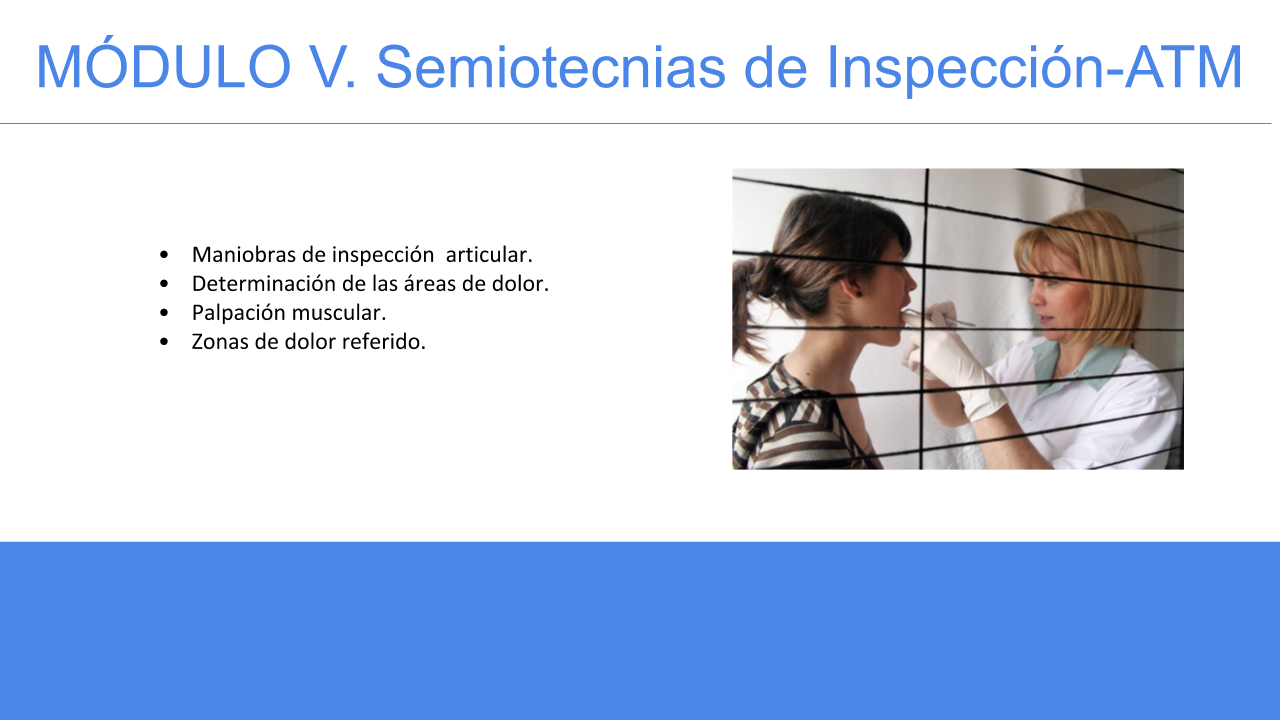 MÓDULO V. Semiotecnias de Inspección-ATM
• Maniobras de inspección  articular.
• Determinación de las áreas de dolor.
• Palpación muscular.
• Zonas de dolor referido.